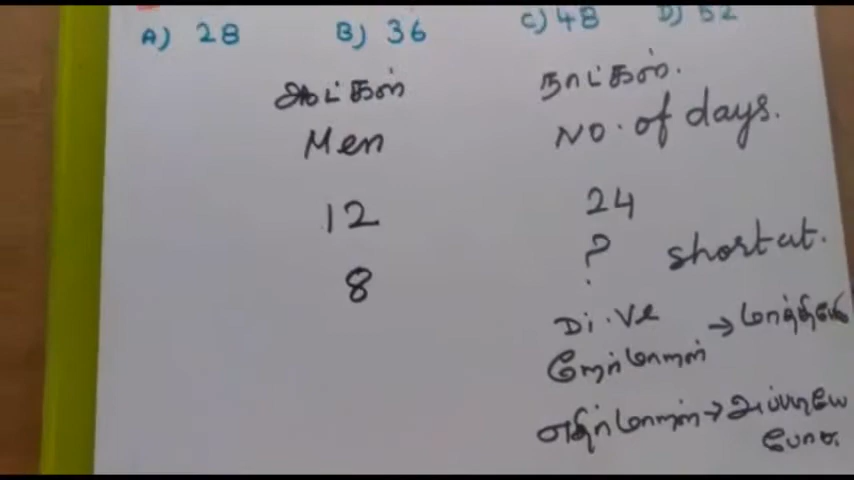 A) 28 B) 36 C) 48 D) 52
ஆட்கள் நாட்கள்.
Men No. of days.
12 24
8 ? shortcut.
Di.Ve
நேர்மாறல் → மாத்தி
எதிர்மாறல் → அப்படியே
போடு